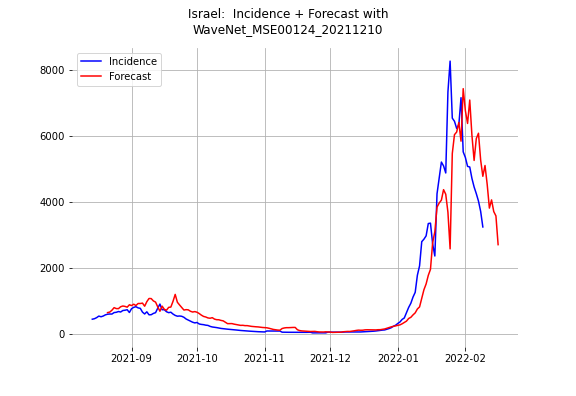 Israel:  Incidence + Forecast with
WaveNet_MSE00124_20211210
Incidence
Forecast
8000
6000
4000
2000
0
2021-09
2021-10
2021-11
2021-12
2022-01
2022-02